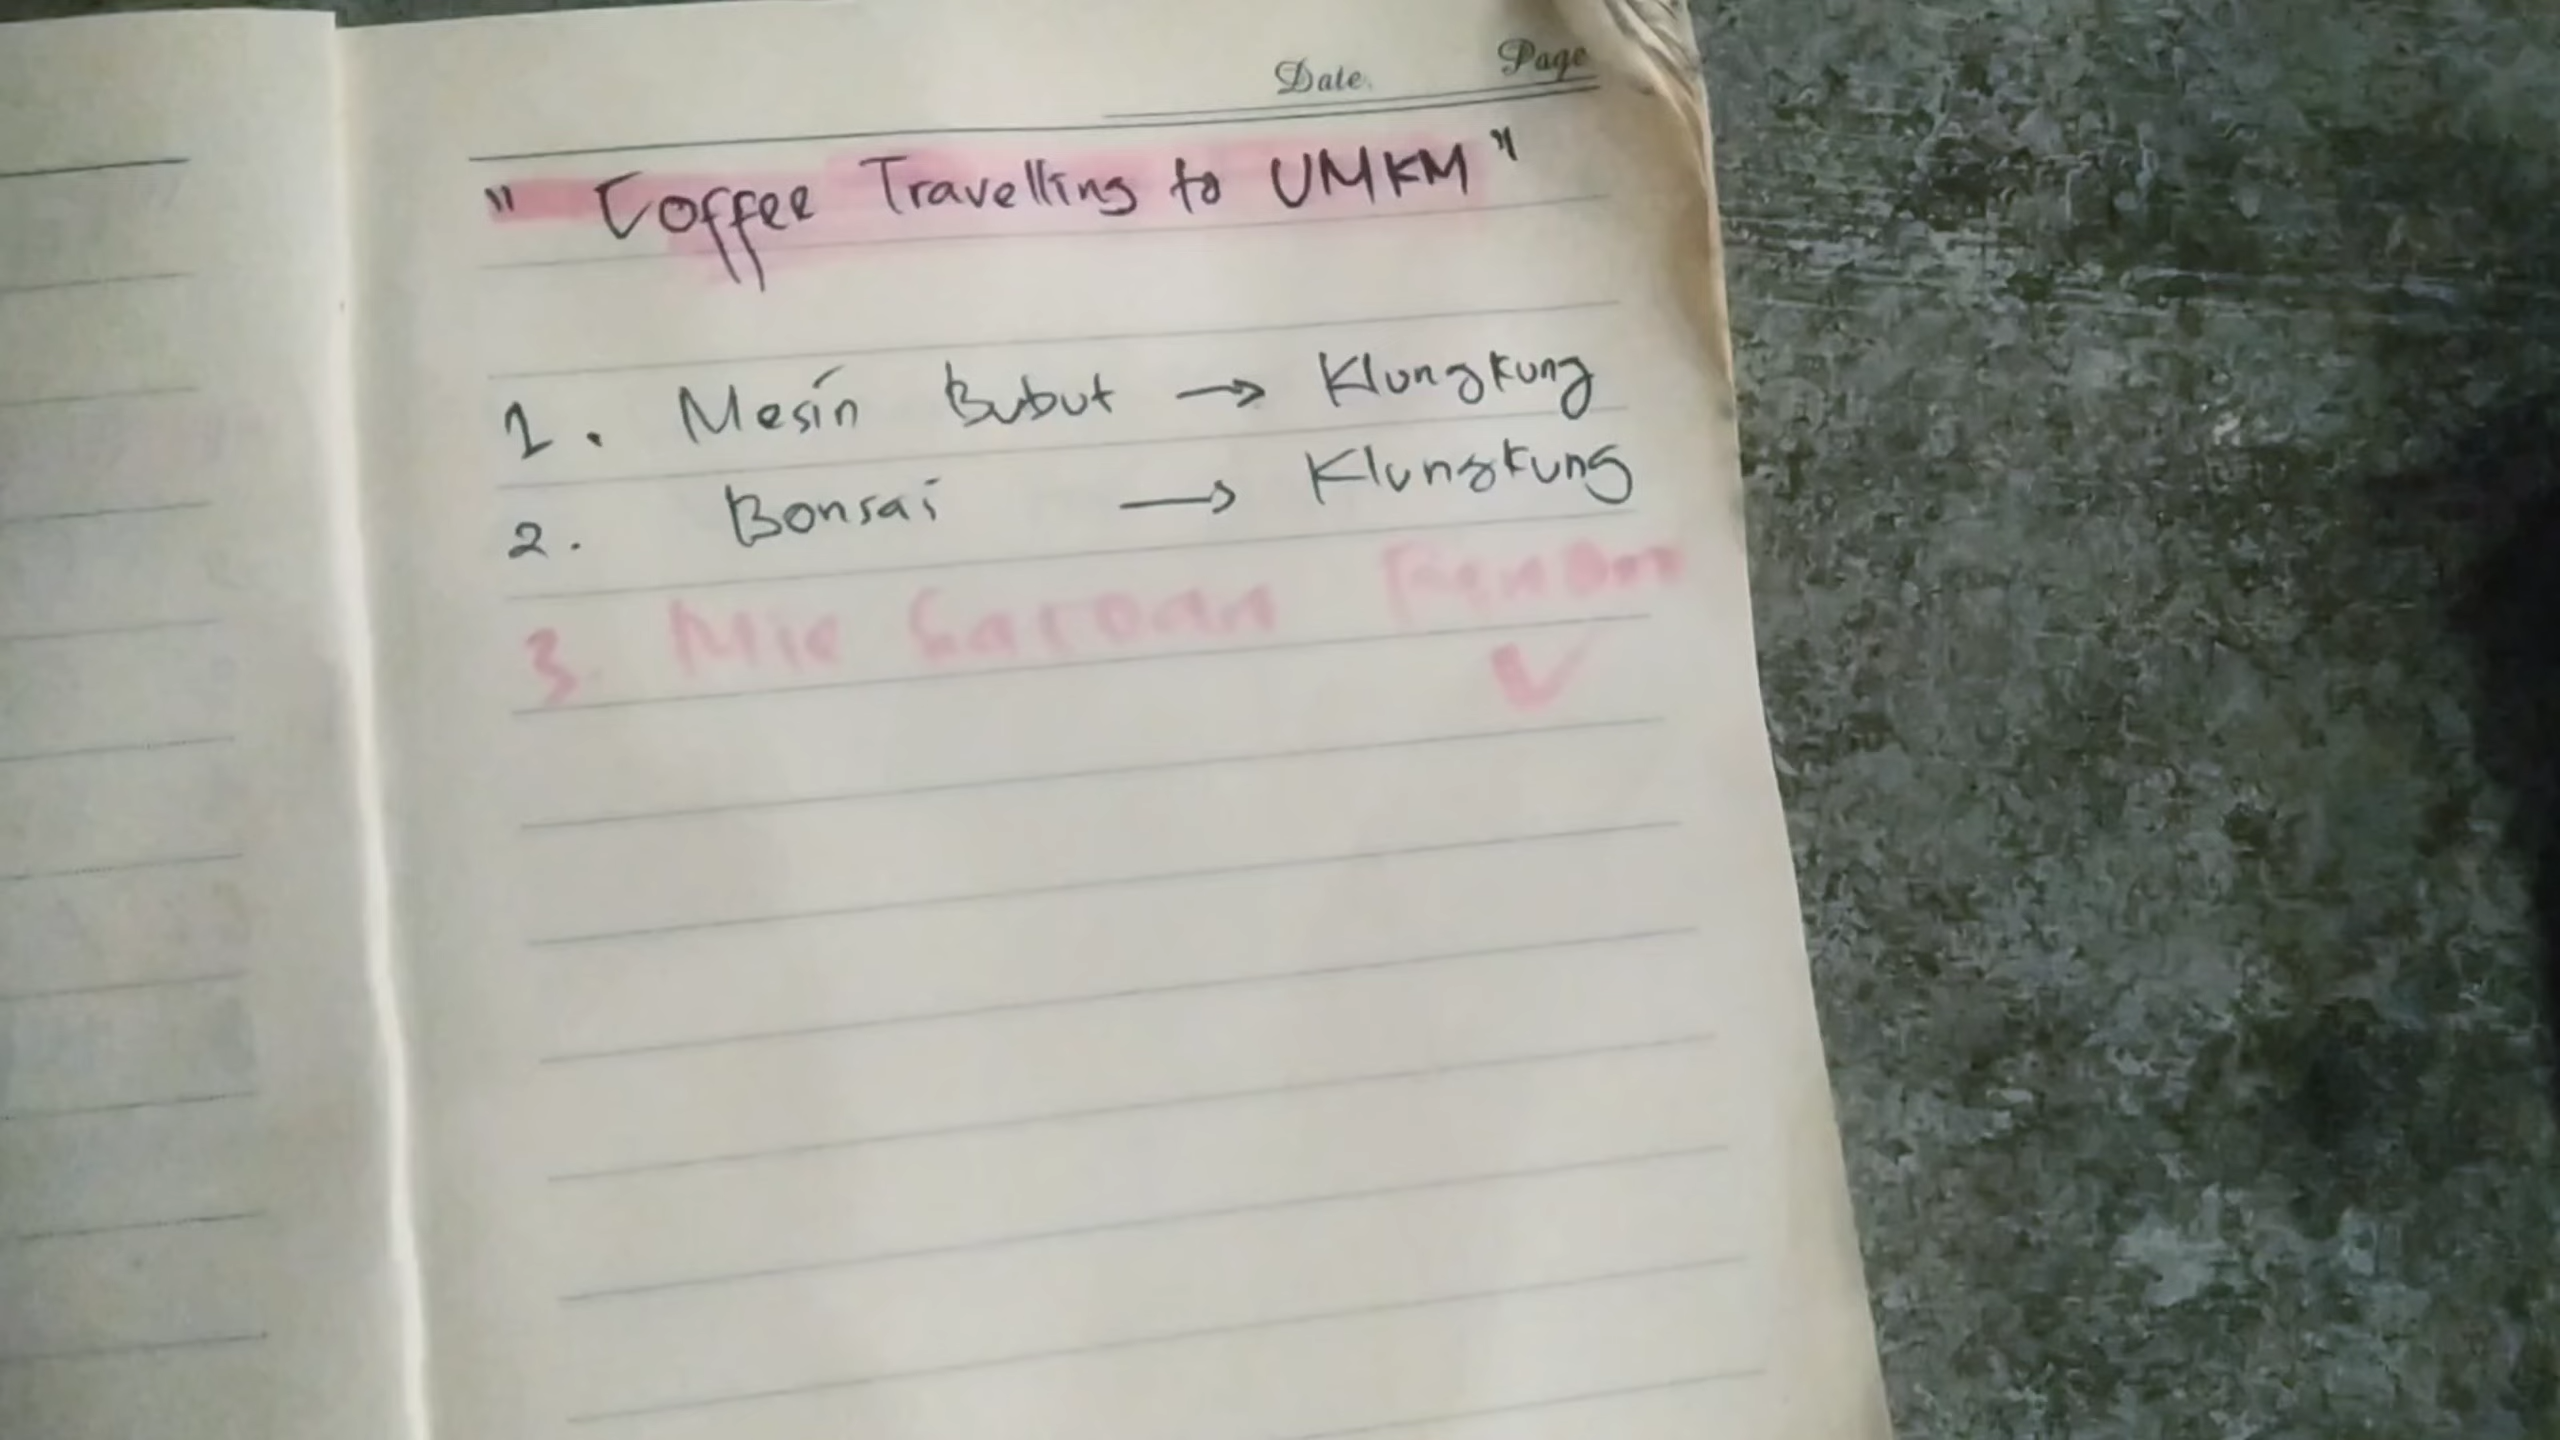 Date. Page
" Coffee Travelling to UMKM "
1. Mesin Bubut → Klungkung
2. Bonsai → Klungkung
3. Mie